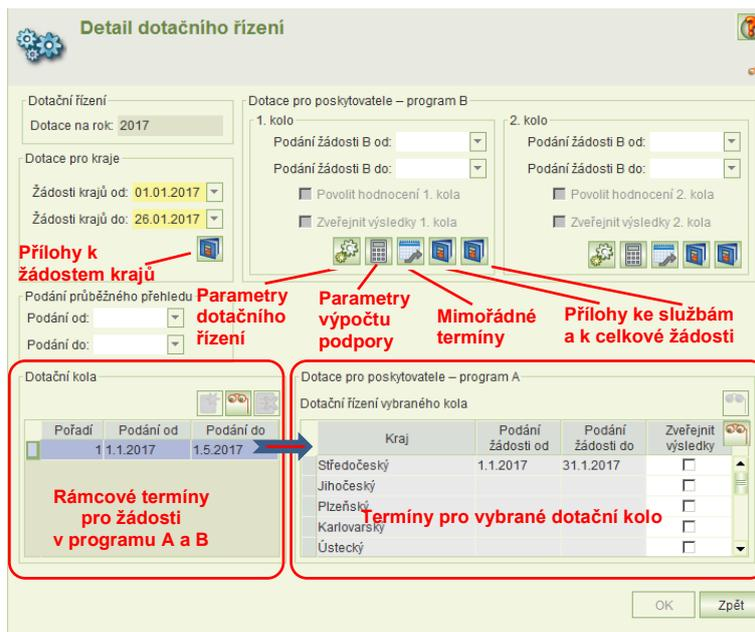 Detail dotačního řízení
Dotační řízení
Dotace na rok: 2017
Dotace pro kraje
Žádosti krajů od: 01.01.2017
Žádosti krajů do: 26.01.2017
Přílohy k
žádostem krajů
Dotace pro poskytovatele – program B
1. kolo
Podání žádosti B od:
Podání žádosti B do:
Povolit hodnocení 1. kola
Zveřejnit výsledky 1. kola
2. kolo
Podání žádosti B od:
Podání žádosti B do:
Povolit hodnocení 2. kola
Zveřejnit výsledky 2. kola
Podání průběžného přehledu
Podání od:
Podání do:
Parametry
dotačního
řízení
Parametry
výpočtu
podpory
Mimořádné
termíny
Přílohy ke službám
a k celkové žádosti
Dotační kola
Pořadí Podání od Podání do
1 1.1.2017 1.5.2017
Rámcové termíny
pro žádosti
v programu A a B
Dotace pro poskytovatele – program A
Dotační řízení vybraného kola
Kraj Podání žádosti od Podání žádosti do Zveřejnit výsledky
Středočeský 1.1.2017 31.1.2017
Jihočeský
Plzeňský
Karlovarský
Ústecký
Termíny pro vybrané dotační kolo
OK Zpět